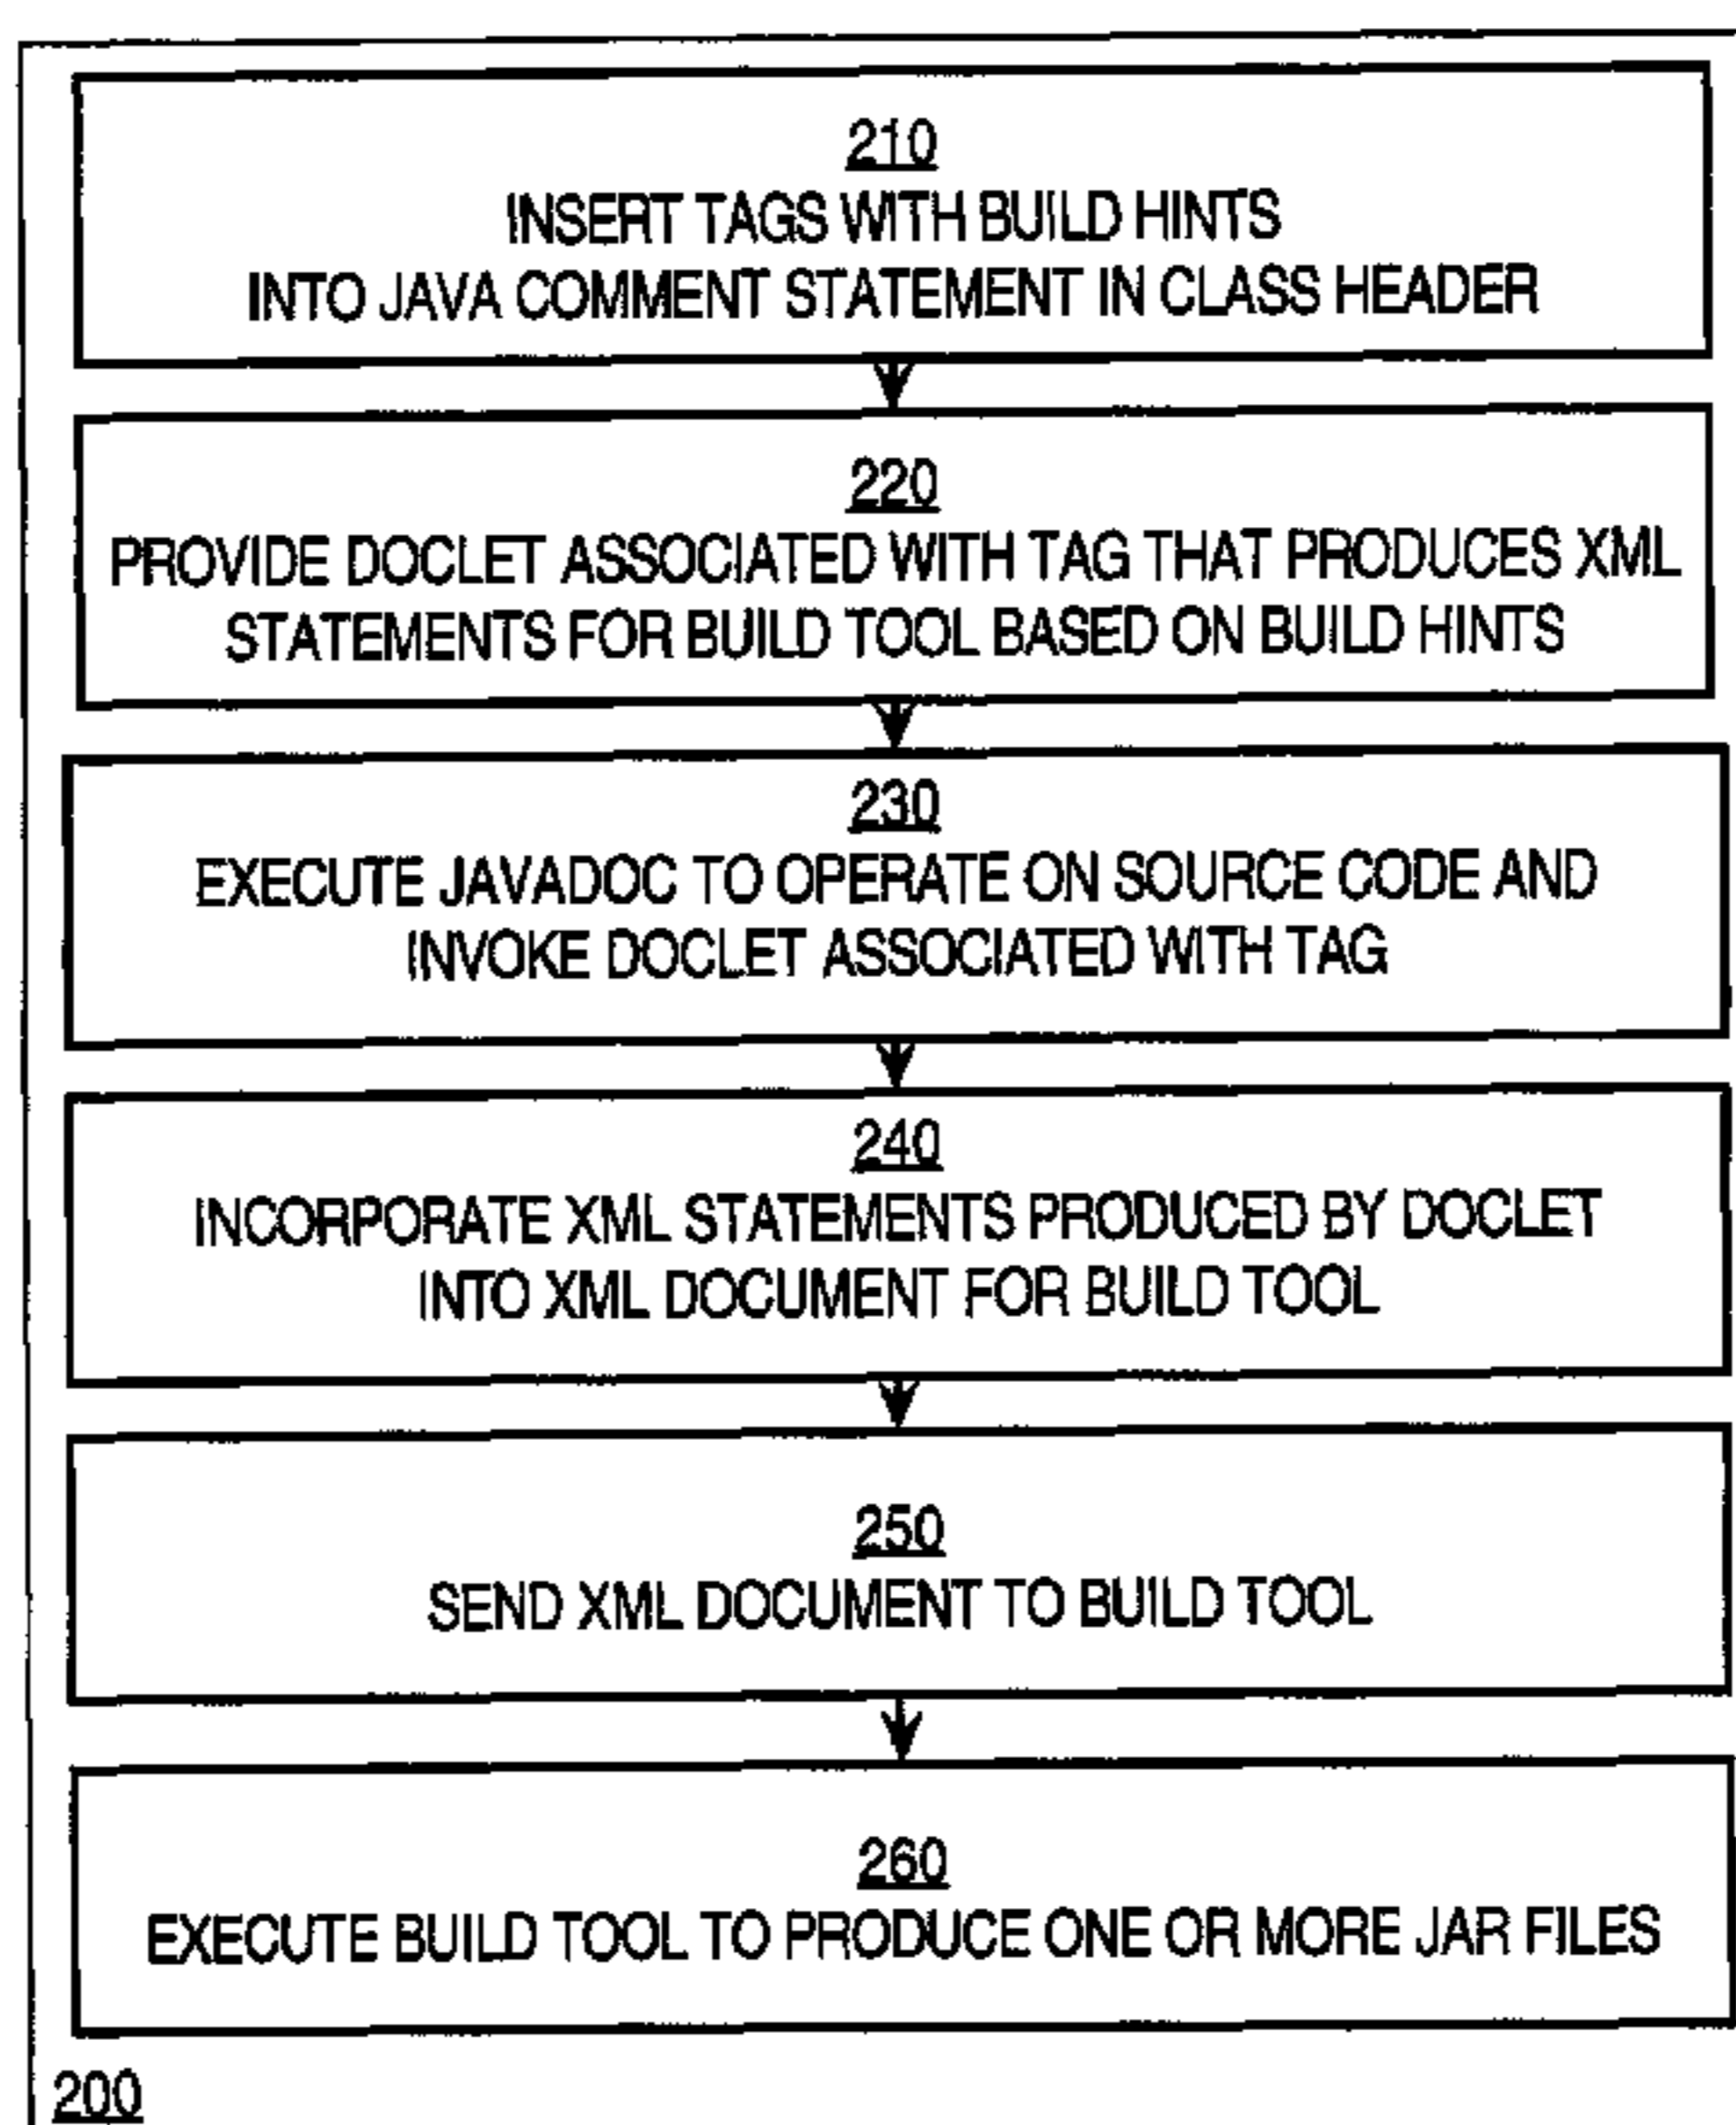 210
INSERT TAGS WITH BUILD HINTS
INTO JAVA COMMENT STATEMENT IN CLASS HEADER
220
PROVIDE DOCLET ASSOCIATED WITH TAG THAT PRODUCES XML
STATEMENTS FOR BUILD TOOL BASED ON BUILD HINTS
230
EXECUTE JAVADOC TO OPERATE ON SOURCE CODE AND
INVOKE DOCLET ASSOCIATED WITH TAG
240
INCORPORATE XML STATEMENTS PRODUCED BY DOCLET
INTO XML DOCUMENT FOR BUILD TOOL
250
SEND XML DOCUMENT TO BUILD TOOL
260
EXECUTE BUILD TOOL TO PRODUCE ONE OR MORE JAR FILES
200